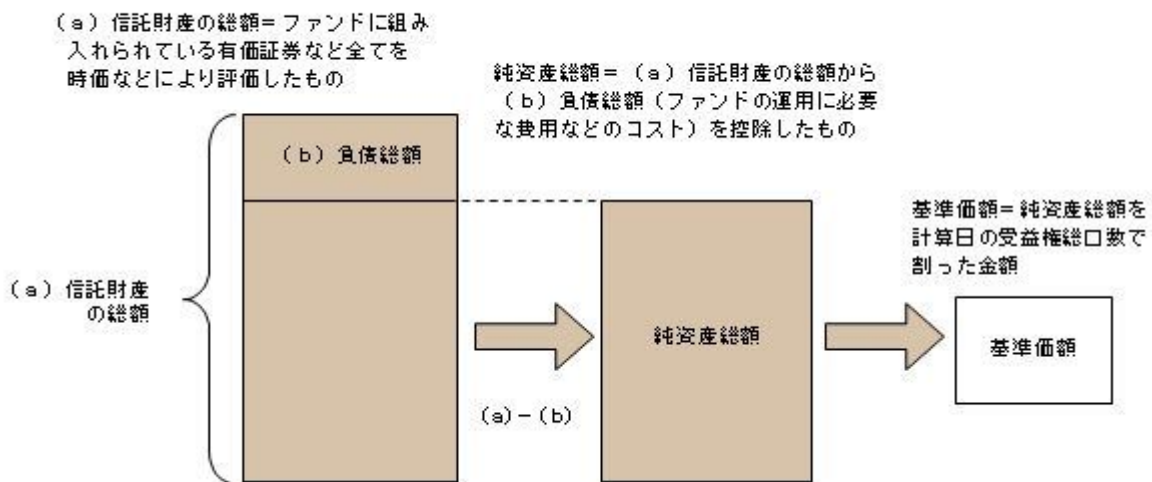 (a) 信託財産の総額=ファンドに組み
入れられている有価証券など全てを
時価などにより評価したもの
純資産総額= (a) 信託財産の総額から
(b) 負債総額(ファンドの運用に必要
な費用などのコスト)を控除したもの
(b) 負債総額
基準価額=純資産総額を
計算日の受益権総口数で
割った金額
(a) 信託財産
の総額
純資産総額
基準価額
(a)-(b)